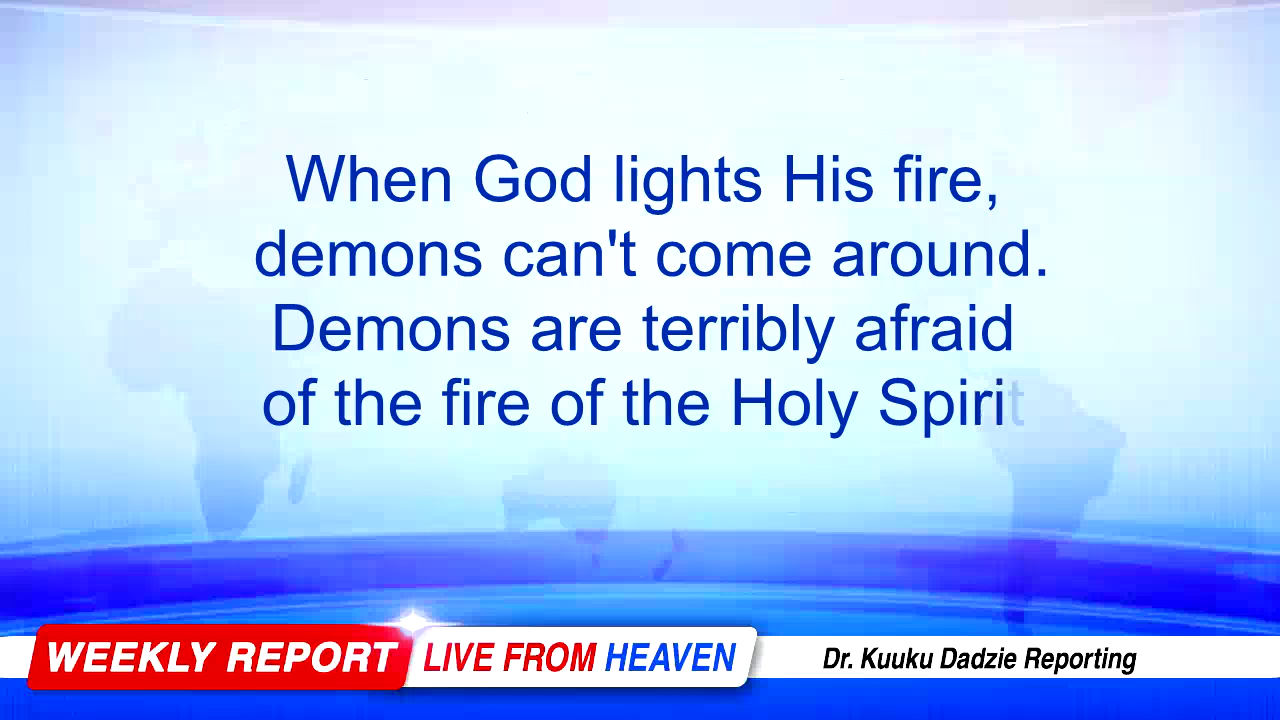 When God lights His fire,
demons can't come around.
Demons are terribly afraid
of the fire of the Holy Spirit
WEEKLY REPORT LIVE FROM HEAVEN Dr. Kuuku Dadzie Reporting